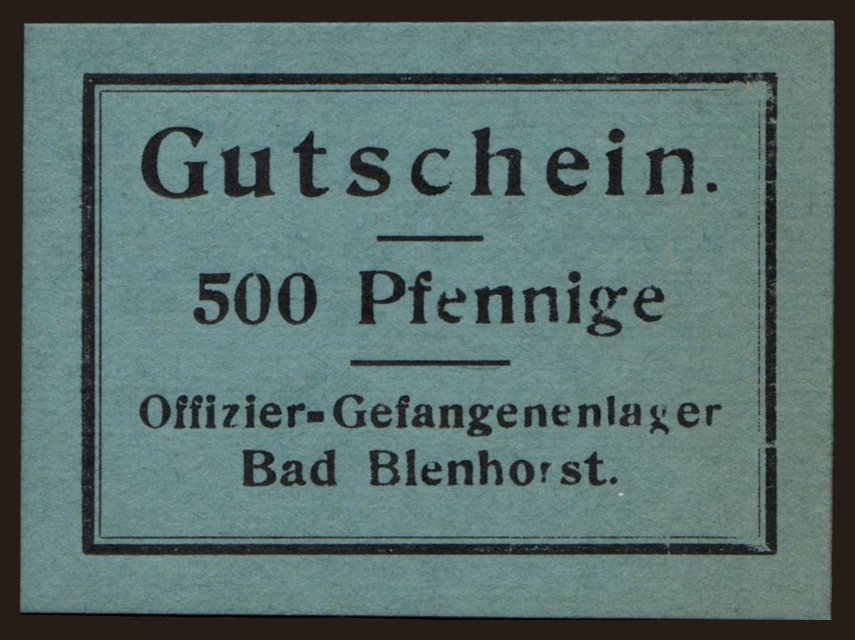 Gutschein.
500 Pfennige
Offizier-Gefangenenlager
Bad Blenhorst.